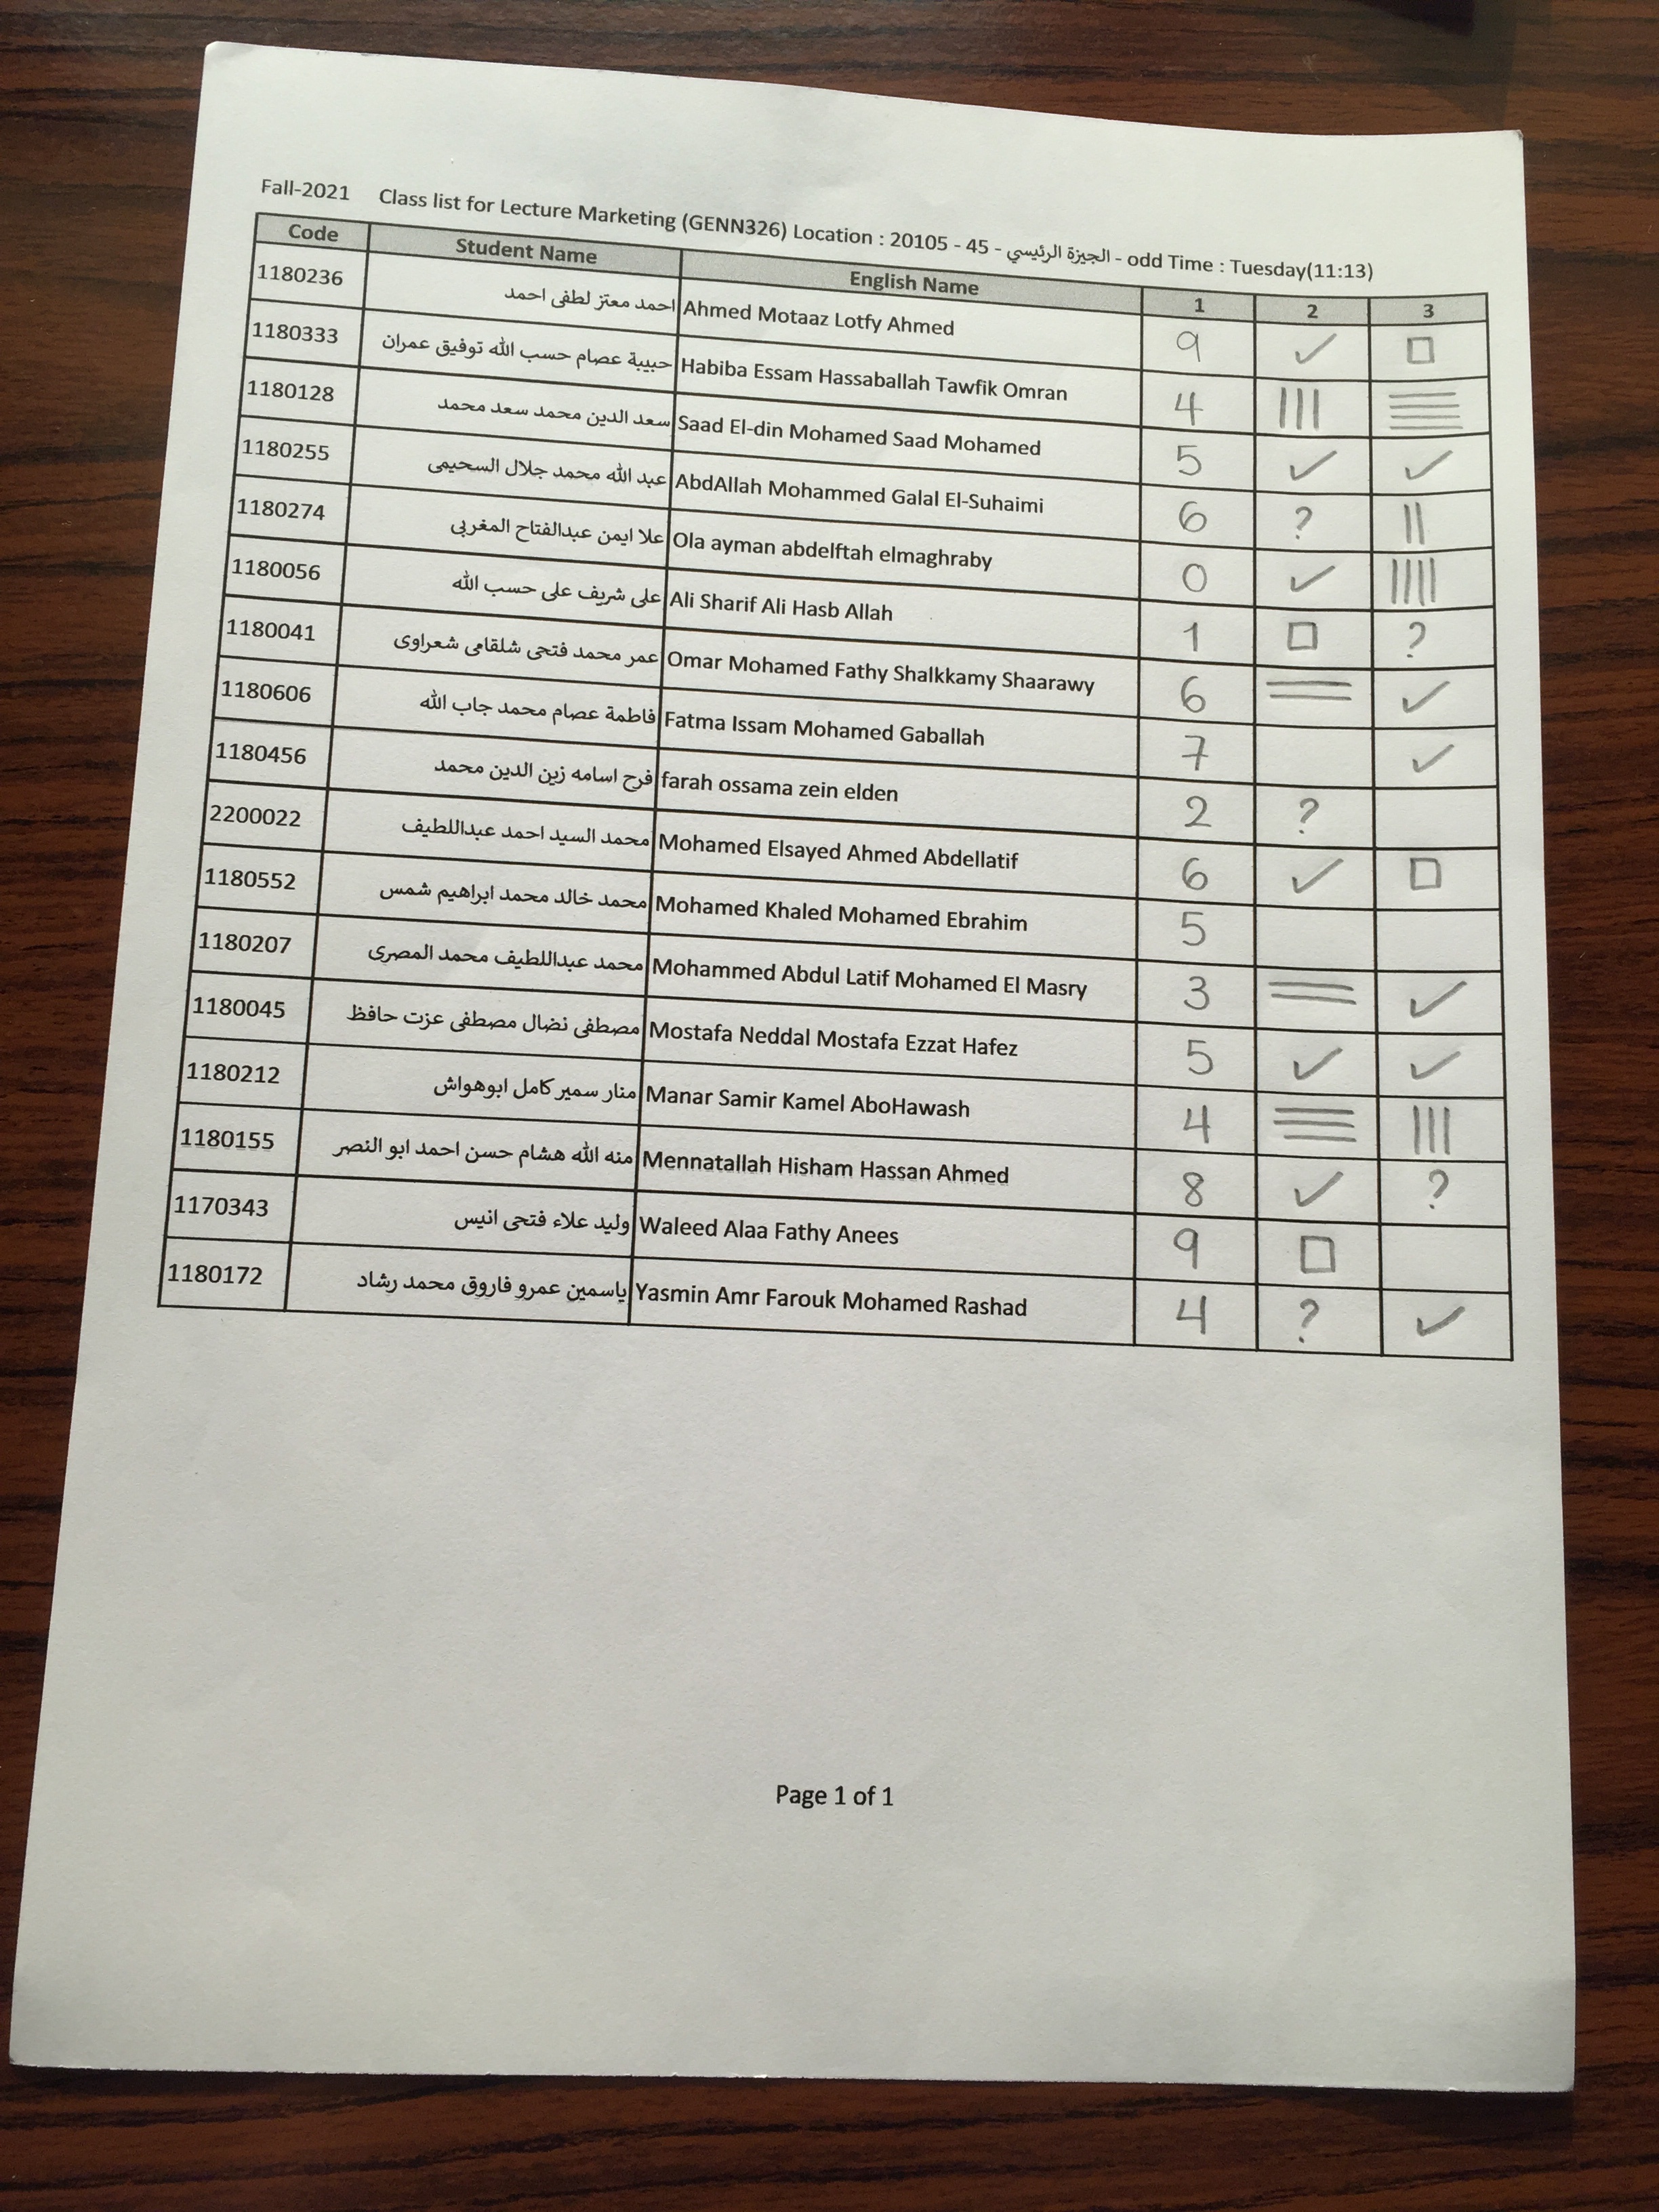 Fall-2021 Class list for Lecture Marketing (GENN326) Location : 20105 - 45 - الجيزة الرئيسي - odd Time : Tuesday(11:13)
Code Student Name English Name 1 2 3
1180236 احمد معتز لطفى احمد Ahmed Motaaz Lotfy Ahmed 9 ✓ □
1180333 حبيبة عصام حسب الله توفيق عمران Habiba Essam Hassaballah Tawfik Omran 4 ||| ☰
1180128 سعد الدين محمد سعد محمد Saad El-din Mohamed Saad Mohamed 5 ✓ ✓
1180255 عبد الله محمد جلال السحيمى AbdAllah Mohammed Galal El-Suhaimi 6 ? ||
1180274 علا ايمن عبدالفتاح المغربى Ola ayman abdelftah elmaghraby 0 ✓ ||||
1180056 على شريف على حسب الله Ali Sharif Ali Hasb Allah 1 □ ?
1180041 عمر محمد فتحى شلقامى شعراوى Omar Mohamed Fathy Shalkkamy Shaarawy 6 = ✓
1180606 فاطمة عصام محمد جاب الله Fatma Issam Mohamed Gaballah 7 ✓
1180456 فرح اسامه زين الدين محمد farah ossama zein elden 2 ?
2200022 محمد السيد احمد عبداللطيف Mohamed Elsayed Ahmed Abdellatif 6 ✓ □
1180552 محمد خالد محمد ابراهيم شمس Mohamed Khaled Mohamed Ebrahim 5
1180207 محمد عبداللطيف محمد المصرى Mohammed Abdul Latif Mohamed El Masry 3 = ✓
1180045 مصطفى نضال مصطفى عزت حافظ Mostafa Neddal Mostafa Ezzat Hafez 5 ✓ ✓
1180212 منار سمير كامل ابوهواش Manar Samir Kamel AboHawash 4 ≡ |||
1180155 منه الله هشام حسن احمد ابو النصر Mennatallah Hisham Hassan Ahmed 8 ✓ ?
1170343 وليد علاء فتحى انيس Waleed Alaa Fathy Anees 9 □
1180172 ياسمين عمرو فاروق محمد رشاد Yasmin Amr Farouk Mohamed Rashad 4 ? ✓
Page 1 of 1